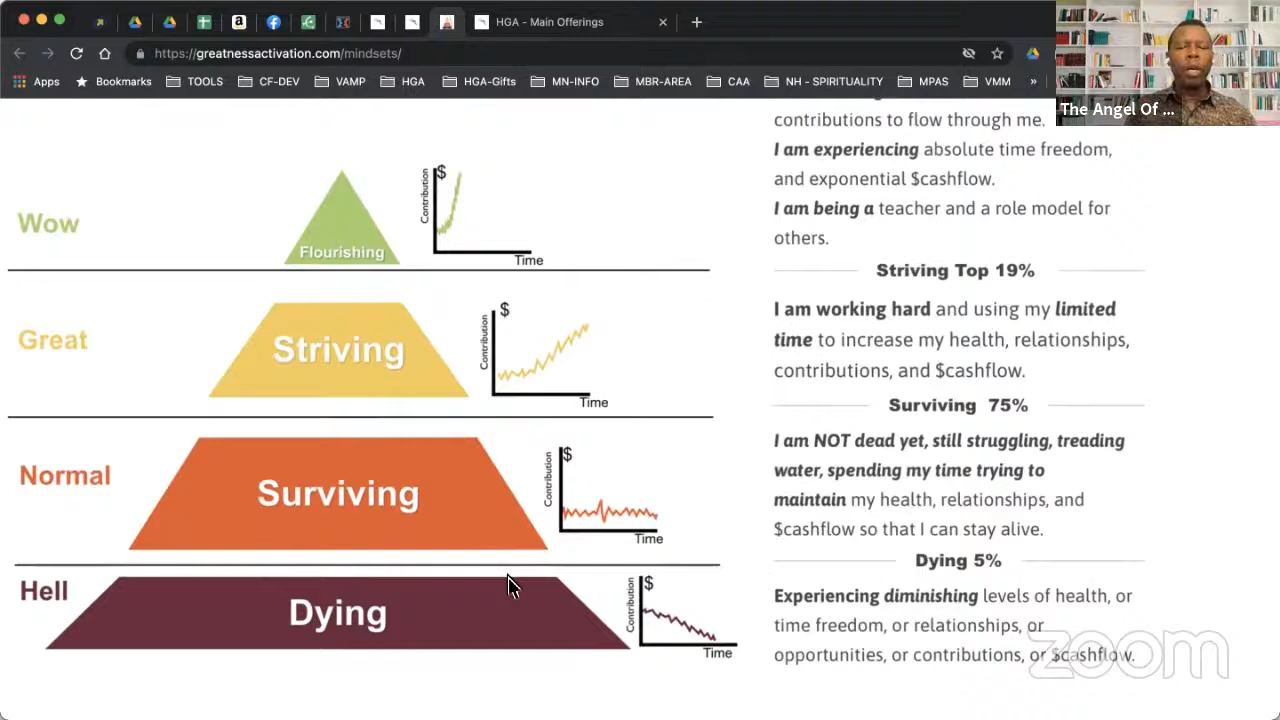 HGA - Main Offerings
https://greatnessactivation.com/mindsets/
Apps Bookmarks TOOLS CF-DEV VAMP HGA HGA-Gifts MN-INFO MBR-AREA CAA NH - SPIRITUALITY MPAS VMM »
The Angel Of ...
Wow
Flourishing
$
Contribution
Time
Great
Striving
$
Contribution
Time
Normal
Surviving
$
Contribution
Time
Hell
Dying
$
Contribution
Time
contributions to flow through me.
I am experiencing absolute time freedom,
and exponential $cashflow.
I am being a teacher and a role model for
others.
Striving Top 19%
I am working hard and using my limited
time to increase my health, relationships,
contributions, and $cashflow.
Surviving 75%
I am NOT dead yet, still struggling, treading
water, spending my time trying to
maintain my health, relationships, and
$cashflow so that I can stay alive.
Dying 5%
Experiencing diminishing levels of health, or
time freedom, or relationships, or
opportunities, or contributions, or $cashflow.
zoom